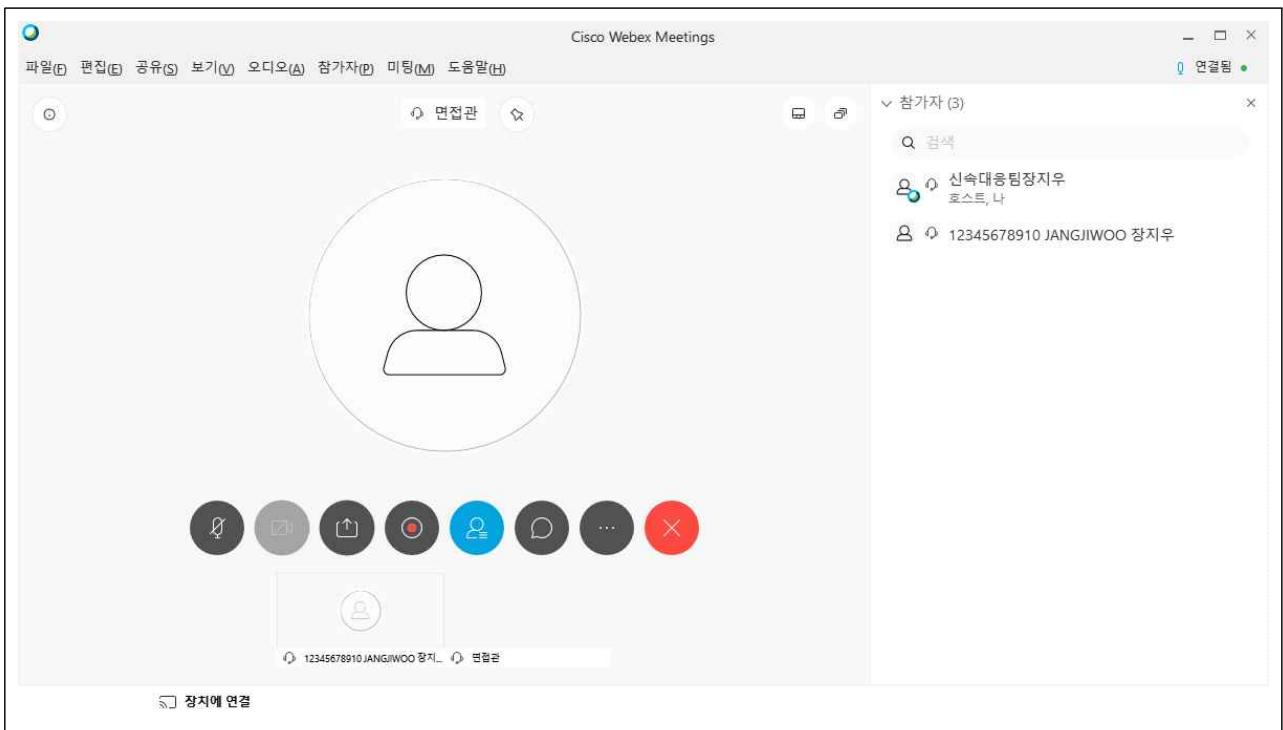 Cisco Webex Meetings
파일(F) 편집(E) 공유(S) 보기(V) 오디오(A) 참가자(P) 미팅(M) 도움말(H)
연결됨
면접관
참가자 (3)
검색
신속대응팀장지우
호스트, 나
12345678910 JANGJIWOO 장지우
12345678910 JANGJIWOO 장지... 면접관
장치에 연결